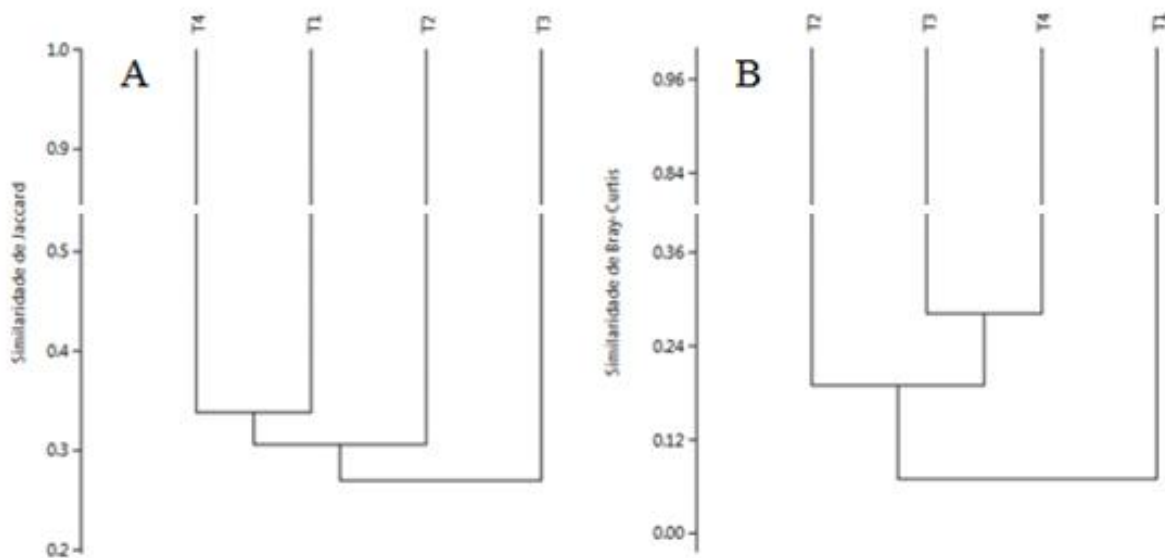 T4
T1
T2
T3
A
1.0
0.9
0.5
0.4
0.3
0.2
Similaridade de Jaccard
T2
T3
T4
T1
B
0.96
0.84
0.36
0.24
0.12
0.00
Similaridade de Bray-Curtis